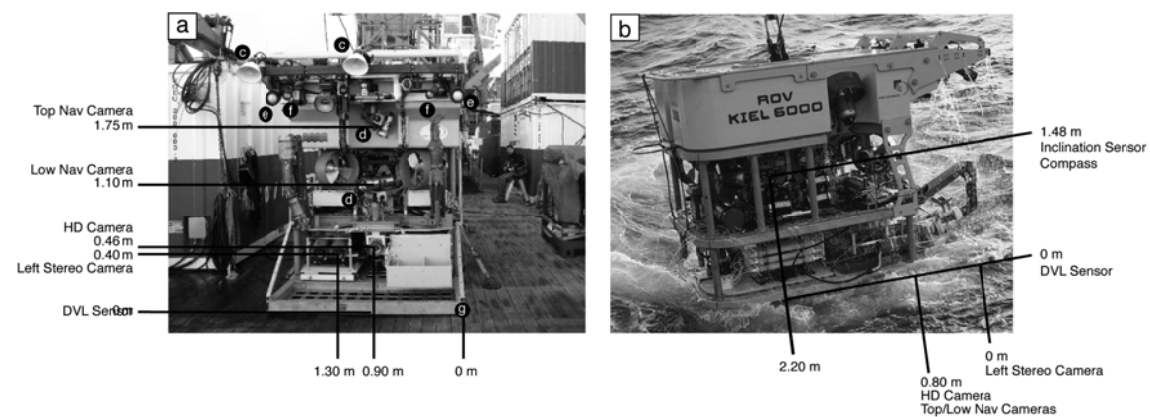 a
c
c
e
f
f
e
d
d
g
Top Nav Camera
1.75 m
Low Nav Camera
1.10 m
HD Camera
0.46 m
0.40 m
Left Stereo Camera
DVL Sensor
0m
1.30 m
0.90 m
0 m
b
ROV
KIEL 6000
1.48 m
Inclination Sensor
Compass
0 m
DVL Sensor
0 m
Left Stereo Camera
0.80 m
HD Camera
Top/Low Nav Cameras
2.20 m